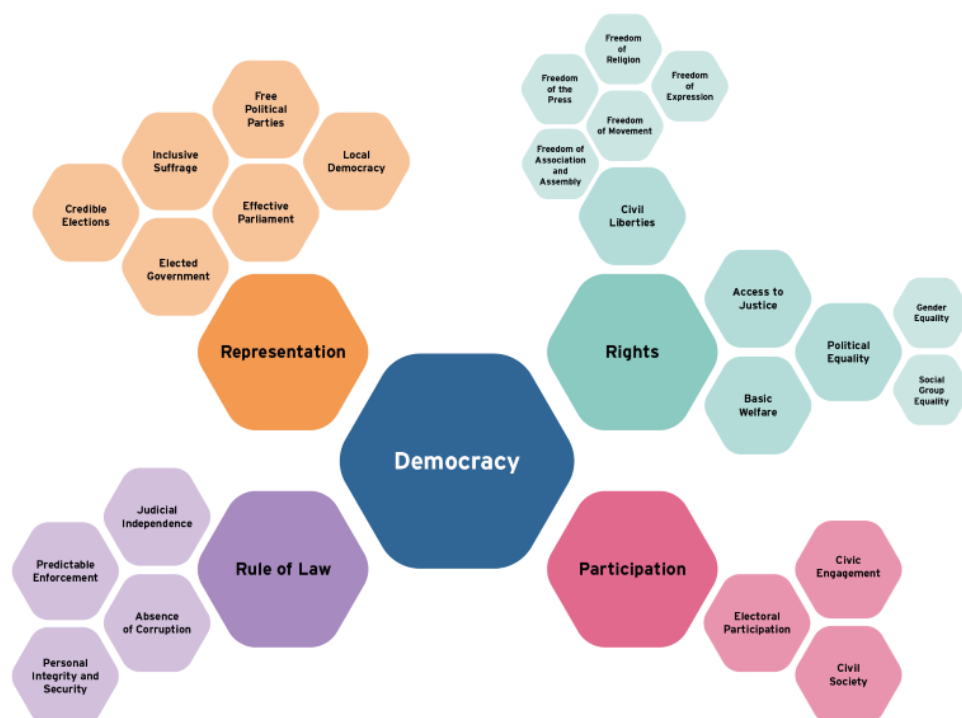 Free
Political
Parties
Inclusive
Suffrage
Local
Democracy
Credible
Elections
Effective
Parliament
Elected
Government
Representation
Freedom
of
Religion
Freedom
of the
Press
Freedom
of
Expression
Freedom
of Movement
Freedom of
Association
and
Assembly
Civil
Liberties
Rights
Access to
Justice
Political
Equality
Gender
Equality
Social
Group
Equality
Basic
Welfare
Democracy
Judicial
Independence
Predictable
Enforcement
Rule of Law
Absence
of Corruption
Personal
Integrity and
Security
Participation
Electoral
Participation
Civic
Engagement
Civil
Society